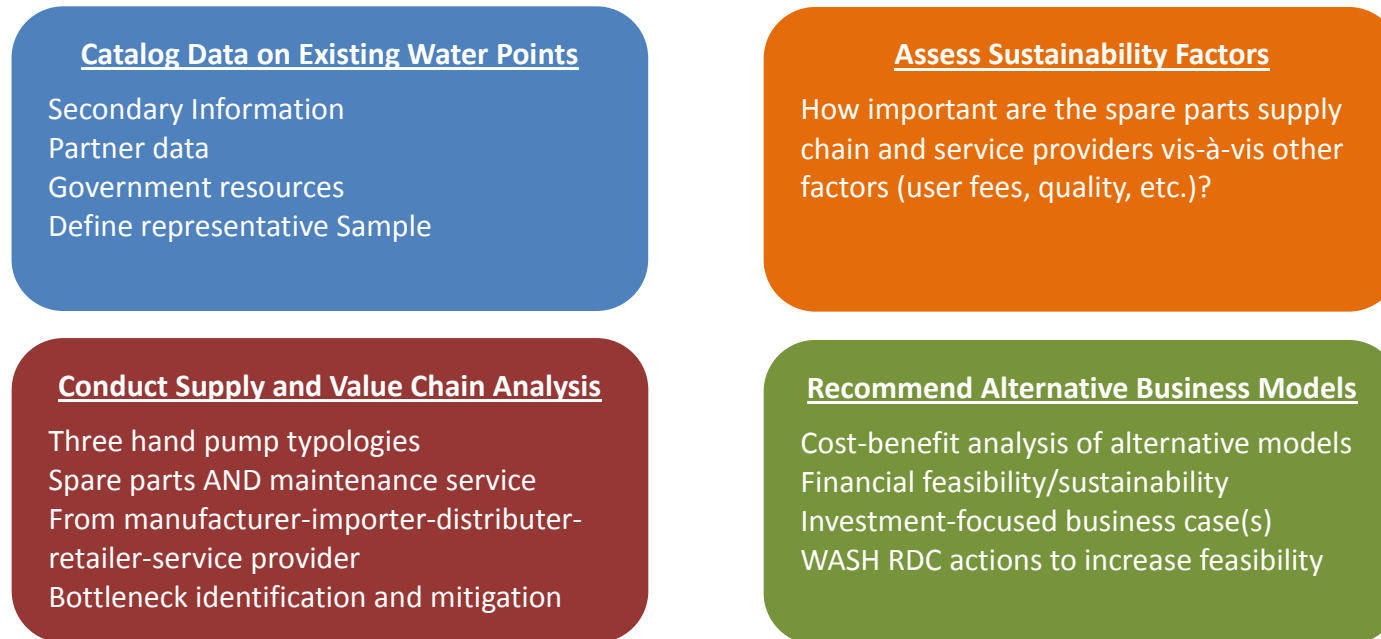 Catalog Data on Existing Water Points
Secondary Information
Partner data
Government resources
Define representative Sample
Assess Sustainability Factors
How important are the spare parts supply
chain and service providers vis-à-vis other
factors (user fees, quality, etc.)?
Conduct Supply and Value Chain Analysis
Three hand pump typologies
Spare parts AND maintenance service
From manufacturer-importer-distributer-
retailer-service provider
Bottleneck identification and mitigation
Recommend Alternative Business Models
Cost-benefit analysis of alternative models
Financial feasibility/sustainability
Investment-focused business case(s)
WASH RDC actions to increase feasibility